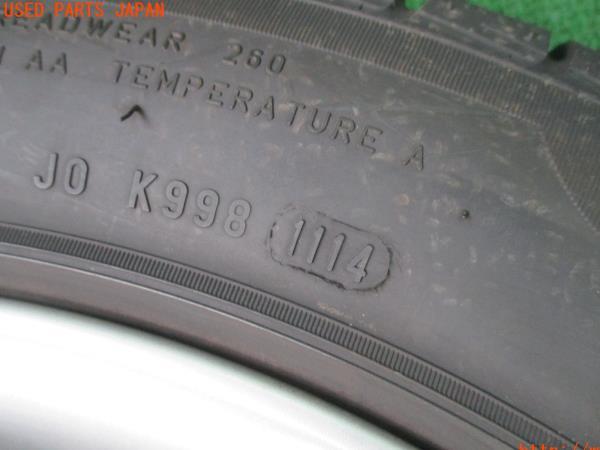 USED PARTS JAPAN
TREADWEAR 260
AA TEMPERATURE A
J0 K998 1114